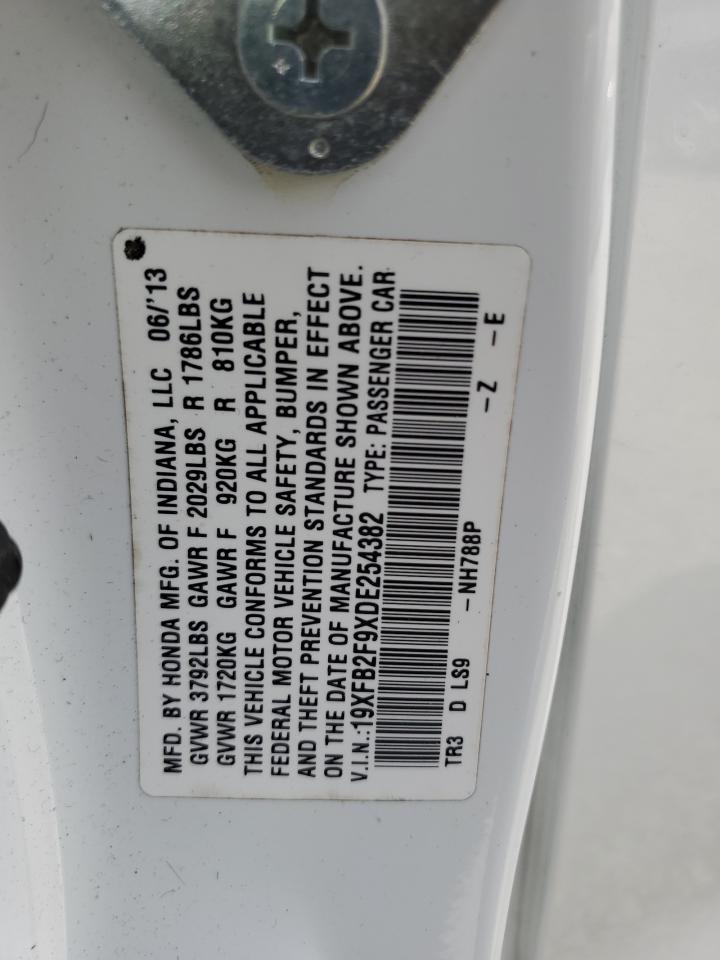 MFD. BY HONDA MFG. OF INDIANA, LLC 06/'13
GVWR 3792LBS GAWR F 2029LBS R 1786LBS
GVWR 1720KG GAWR F 920KG R 810KG
THIS VEHICLE CONFORMS TO ALL APPLICABLE
FEDERAL MOTOR VEHICLE SAFETY, BUMPER,
AND THEFT PREVENTION STANDARDS IN EFFECT
ON THE DATE OF MANUFACTURE SHOWN ABOVE.
V.I.N.:19XFB2F9XDE254382 TYPE: PASSENGER CAR
TR3 D LS9 -NH788P -Z -E